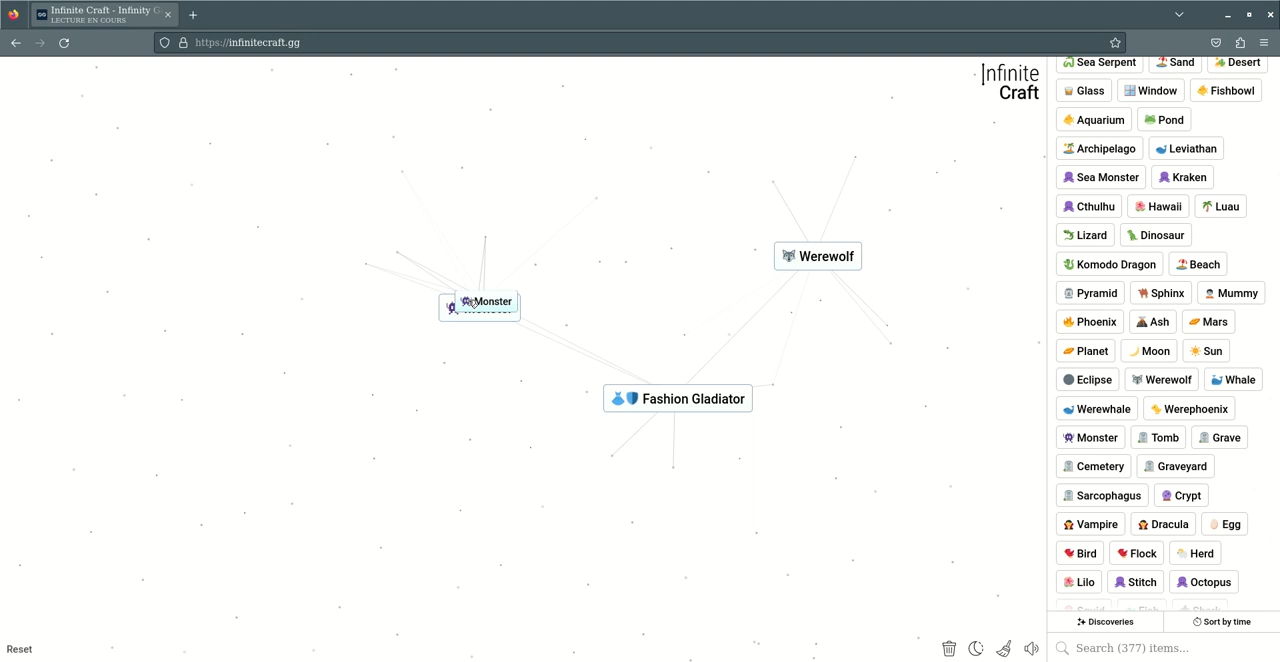 Infinite Craft - Infinity C
LECTURE EN COURS
https://infinitecraft.gg
Infinite
Craft
Sea Serpent Sand Desert
Glass Window Fishbowl
Aquarium Pond
Archipelago Leviathan
Sea Monster Kraken
Cthulhu Hawaii Luau
Lizard Dinosaur
Komodo Dragon Beach
Pyramid Sphinx Mummy
Phoenix Ash Mars
Planet Moon Sun
Eclipse Werewolf Whale
Werewhale Werephoenix
Monster Tomb Grave
Cemetery Graveyard
Sarcophagus Crypt
Vampire Dracula Egg
Bird Flock Herd
Lilo Stitch Octopus
Squid Fish Shark
Discoveries Sort by time
Search (377) items...
Werewolf
Monster
Fashion Gladiator
Reset